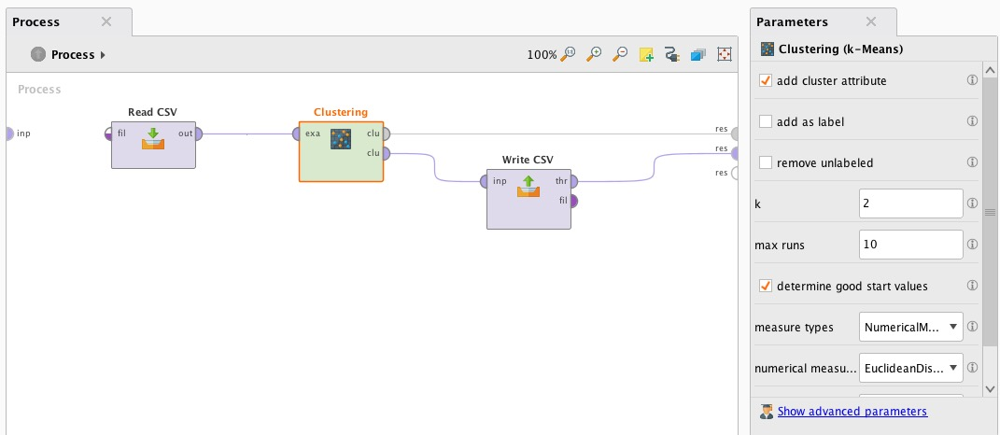 Process
Parameters
Process
100%
Clustering (k-Means)
Process
add cluster attribute
Read CSV
Clustering
inp
fil
out
exa
clu
res
add as label
clu
res
Write CSV
remove unlabeled
res
inp
thr
fil
k
2
max runs
10
determine good start values
measure types
NumericalM...
numerical measu...
EuclideanDis...
Show advanced parameters